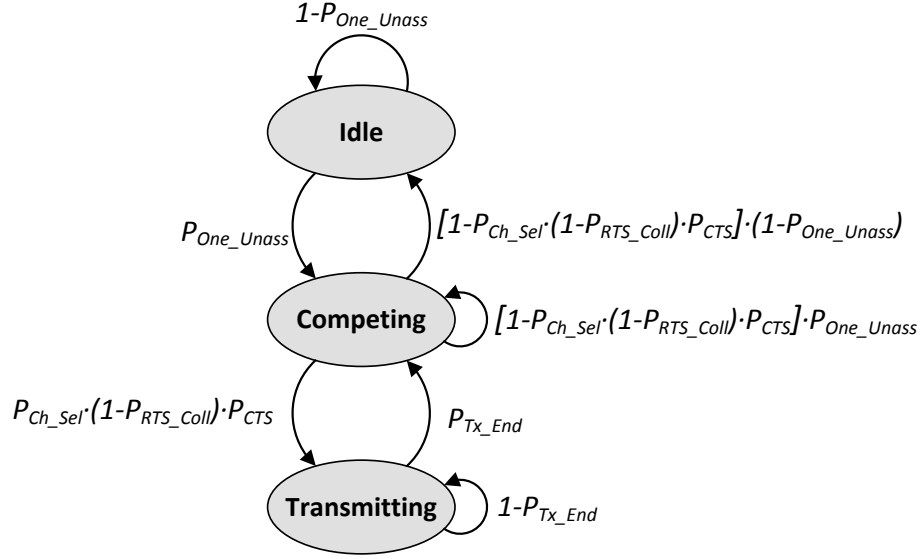 1-P_One_Unass
Idle
P_One_Unass
[1-P_Ch_Sel·(1-P_RTS_Coll)·P_CTS]·(1-P_One_Unass)
Competing
[1-P_Ch_Sel·(1-P_RTS_Coll)·P_CTS]·P_One_Unass
P_Ch_Sel·(1-P_RTS_Coll)·P_CTS
P_Tx_End
Transmitting
1-P_Tx_End